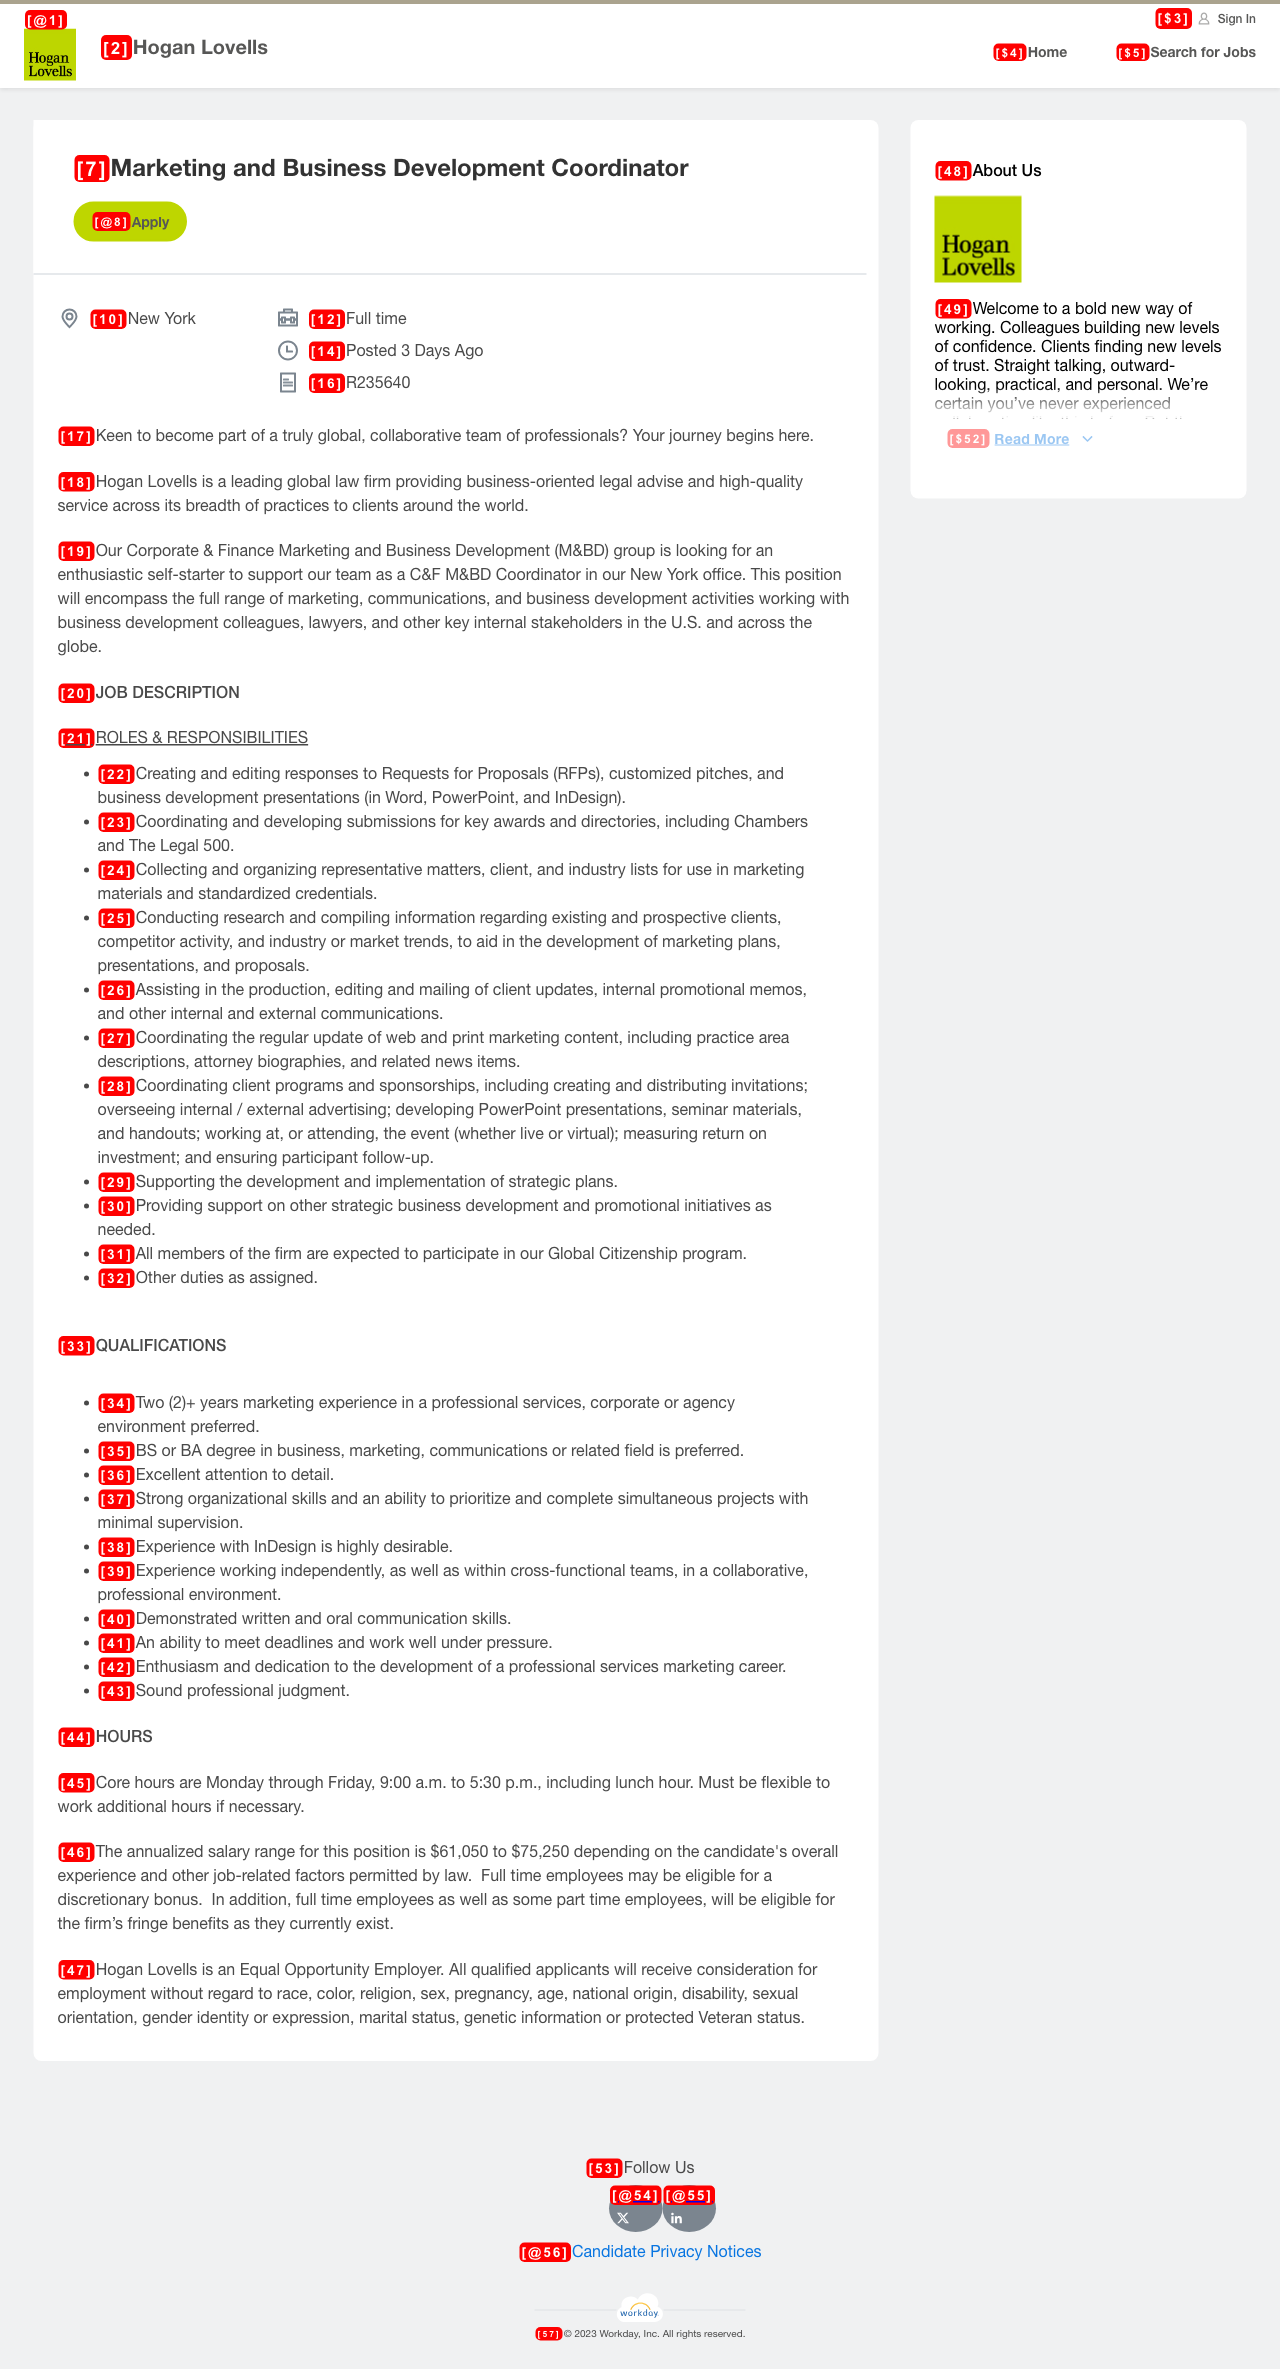 [@1]
Hogan
Lovells
[2]Hogan Lovells
[$3] Sign In
[$4]Home
[$5]Search for Jobs
[7]Marketing and Business Development Coordinator
[@8]Apply
[10]New York
[12]Full time
[14]Posted 3 Days Ago
[16]R235640
[17]Keen to become part of a truly global, collaborative team of professionals? Your journey begins here.
[18]Hogan Lovells is a leading global law firm providing business-oriented legal advise and high-quality
service across its breadth of practices to clients around the world.
[19]Our Corporate & Finance Marketing and Business Development (M&BD) group is looking for an
enthusiastic self-starter to support our team as a C&F M&BD Coordinator in our New York office. This position
will encompass the full range of marketing, communications, and business development activities working with
business development colleagues, lawyers, and other key internal stakeholders in the U.S. and across the
globe.
[20]JOB DESCRIPTION
[21]ROLES & RESPONSIBILITIES
• [22]Creating and editing responses to Requests for Proposals (RFPs), customized pitches, and
business development presentations (in Word, PowerPoint, and InDesign).
• [23]Coordinating and developing submissions for key awards and directories, including Chambers
and The Legal 500.
• [24]Collecting and organizing representative matters, client, and industry lists for use in marketing
materials and standardized credentials.
• [25]Conducting research and compiling information regarding existing and prospective clients,
competitor activity, and industry or market trends, to aid in the development of marketing plans,
presentations, and proposals.
• [26]Assisting in the production, editing and mailing of client updates, internal promotional memos,
and other internal and external communications.
• [27]Coordinating the regular update of web and print marketing content, including practice area
descriptions, attorney biographies, and related news items.
• [28]Coordinating client programs and sponsorships, including creating and distributing invitations;
overseeing internal / external advertising; developing PowerPoint presentations, seminar materials,
and handouts; working at, or attending, the event (whether live or virtual); measuring return on
investment; and ensuring participant follow-up.
• [29]Supporting the development and implementation of strategic plans.
• [30]Providing support on other strategic business development and promotional initiatives as
needed.
• [31]All members of the firm are expected to participate in our Global Citizenship program.
• [32]Other duties as assigned.
[33]QUALIFICATIONS
• [34]Two (2)+ years marketing experience in a professional services, corporate or agency
environment preferred.
• [35]BS or BA degree in business, marketing, communications or related field is preferred.
• [36]Excellent attention to detail.
• [37]Strong organizational skills and an ability to prioritize and complete simultaneous projects with
minimal supervision.
• [38]Experience with InDesign is highly desirable.
• [39]Experience working independently, as well as within cross-functional teams, in a collaborative,
professional environment.
• [40]Demonstrated written and oral communication skills.
• [41]An ability to meet deadlines and work well under pressure.
• [42]Enthusiasm and dedication to the development of a professional services marketing career.
• [43]Sound professional judgment.
[44]HOURS
[45]Core hours are Monday through Friday, 9:00 a.m. to 5:30 p.m., including lunch hour. Must be flexible to
work additional hours if necessary.
[46]The annualized salary range for this position is $61,050 to $75,250 depending on the candidate's overall
experience and other job-related factors permitted by law.  Full time employees may be eligible for a
discretionary bonus.  In addition, full time employees as well as some part time employees, will be eligible for
the firm’s fringe benefits as they currently exist.
[47]Hogan Lovells is an Equal Opportunity Employer. All qualified applicants will receive consideration for
employment without regard to race, color, religion, sex, pregnancy, age, national origin, disability, sexual
orientation, gender identity or expression, marital status, genetic information or protected Veteran status.
[48]About Us
Hogan
Lovells
[49]Welcome to a bold new way of
working. Colleagues building new levels
of confidence. Clients finding new levels
of trust. Straight talking, outward-
looking, practical, and personal. We’re
certain you’ve never experienced
[$52] Read More
[53]Follow Us
[@54] [@55]
X in
[@56]Candidate Privacy Notices
workday
[57]© 2023 Workday, Inc. All rights reserved.